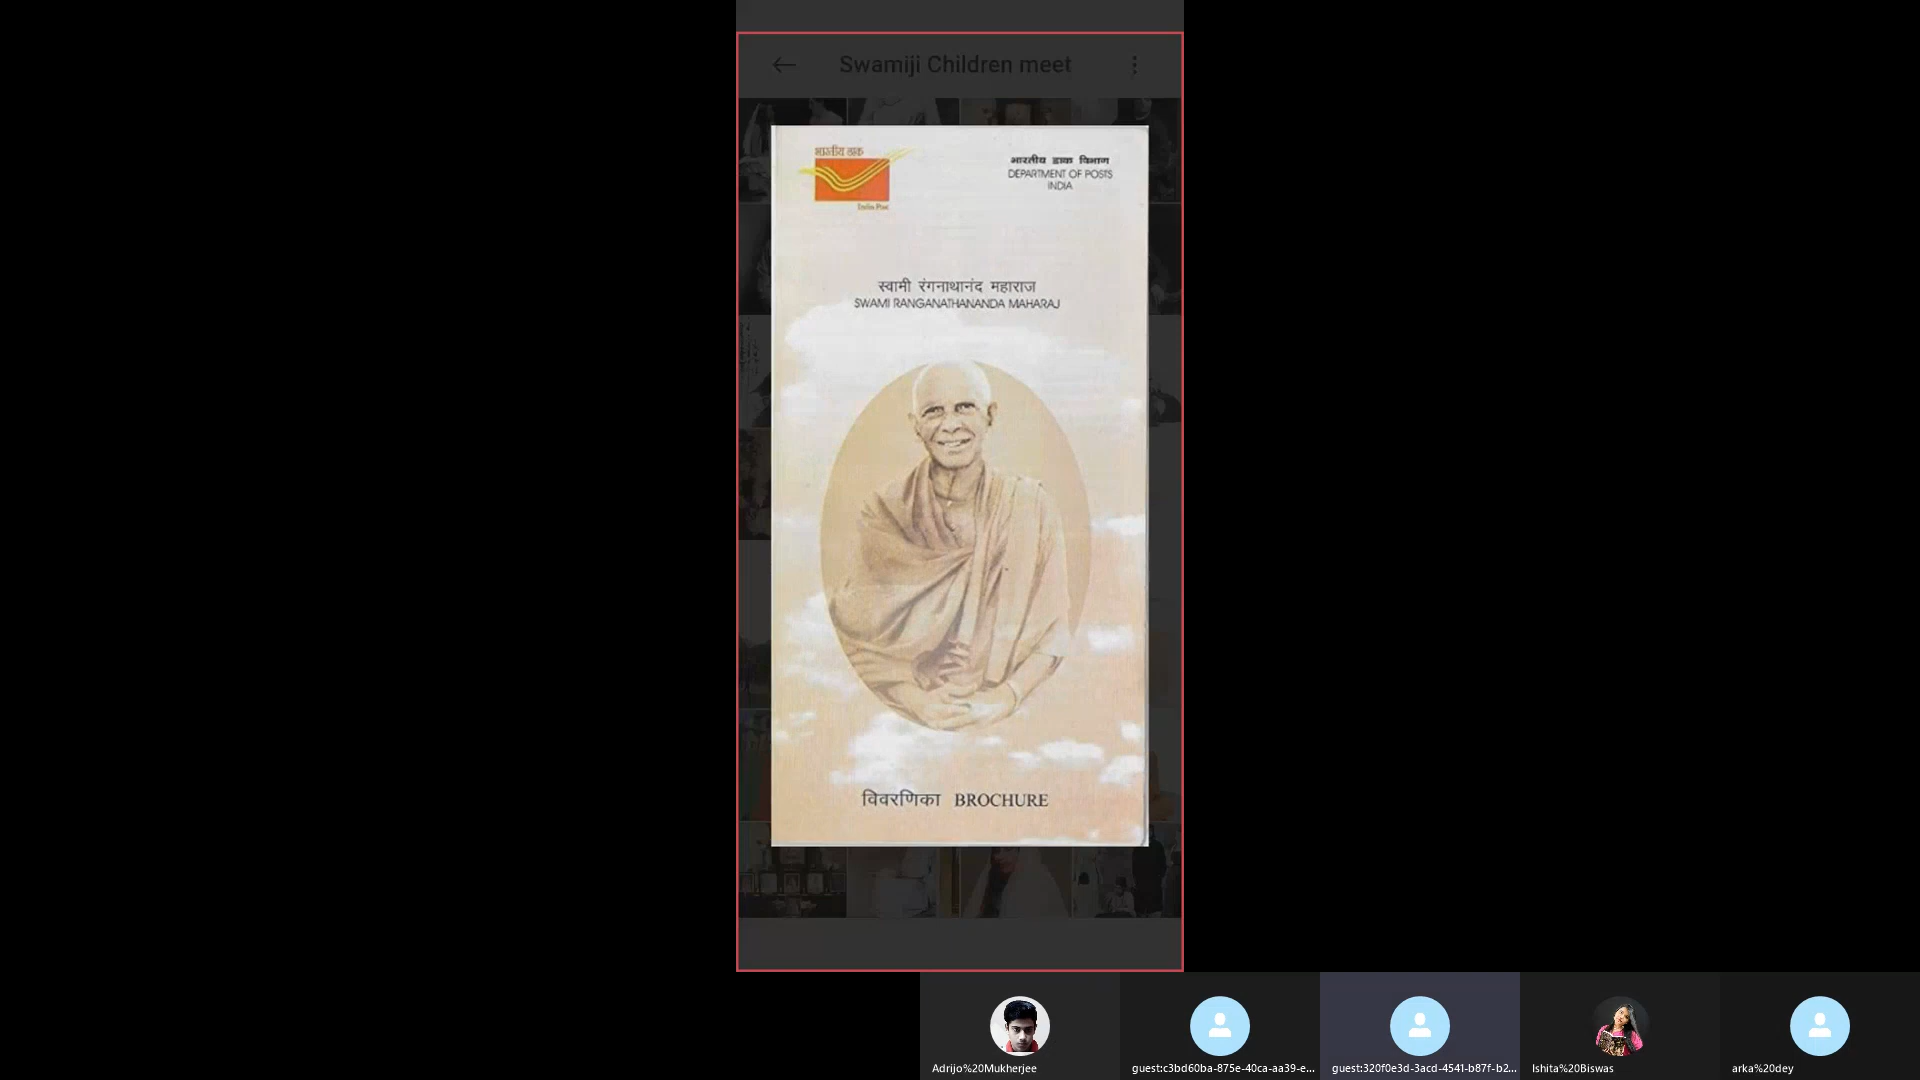 Swamiji Children meet
भारतीय डाक
India Post
भारतीय डाक विभाग
DEPARTMENT OF POSTS
INDIA
स्वामी रंगनाथानंद महाराज
SWAMI RANGANATHANANDA MAHARAJ
विवरणिका BROCHURE
Adrijo%20Mukherjee
guest:c3bd60ba-875e-40ca-aa39-e...
guest:320f0e3d-3acd-4541-b87f-b2...
Ishita%20Biswas
arka%20dey